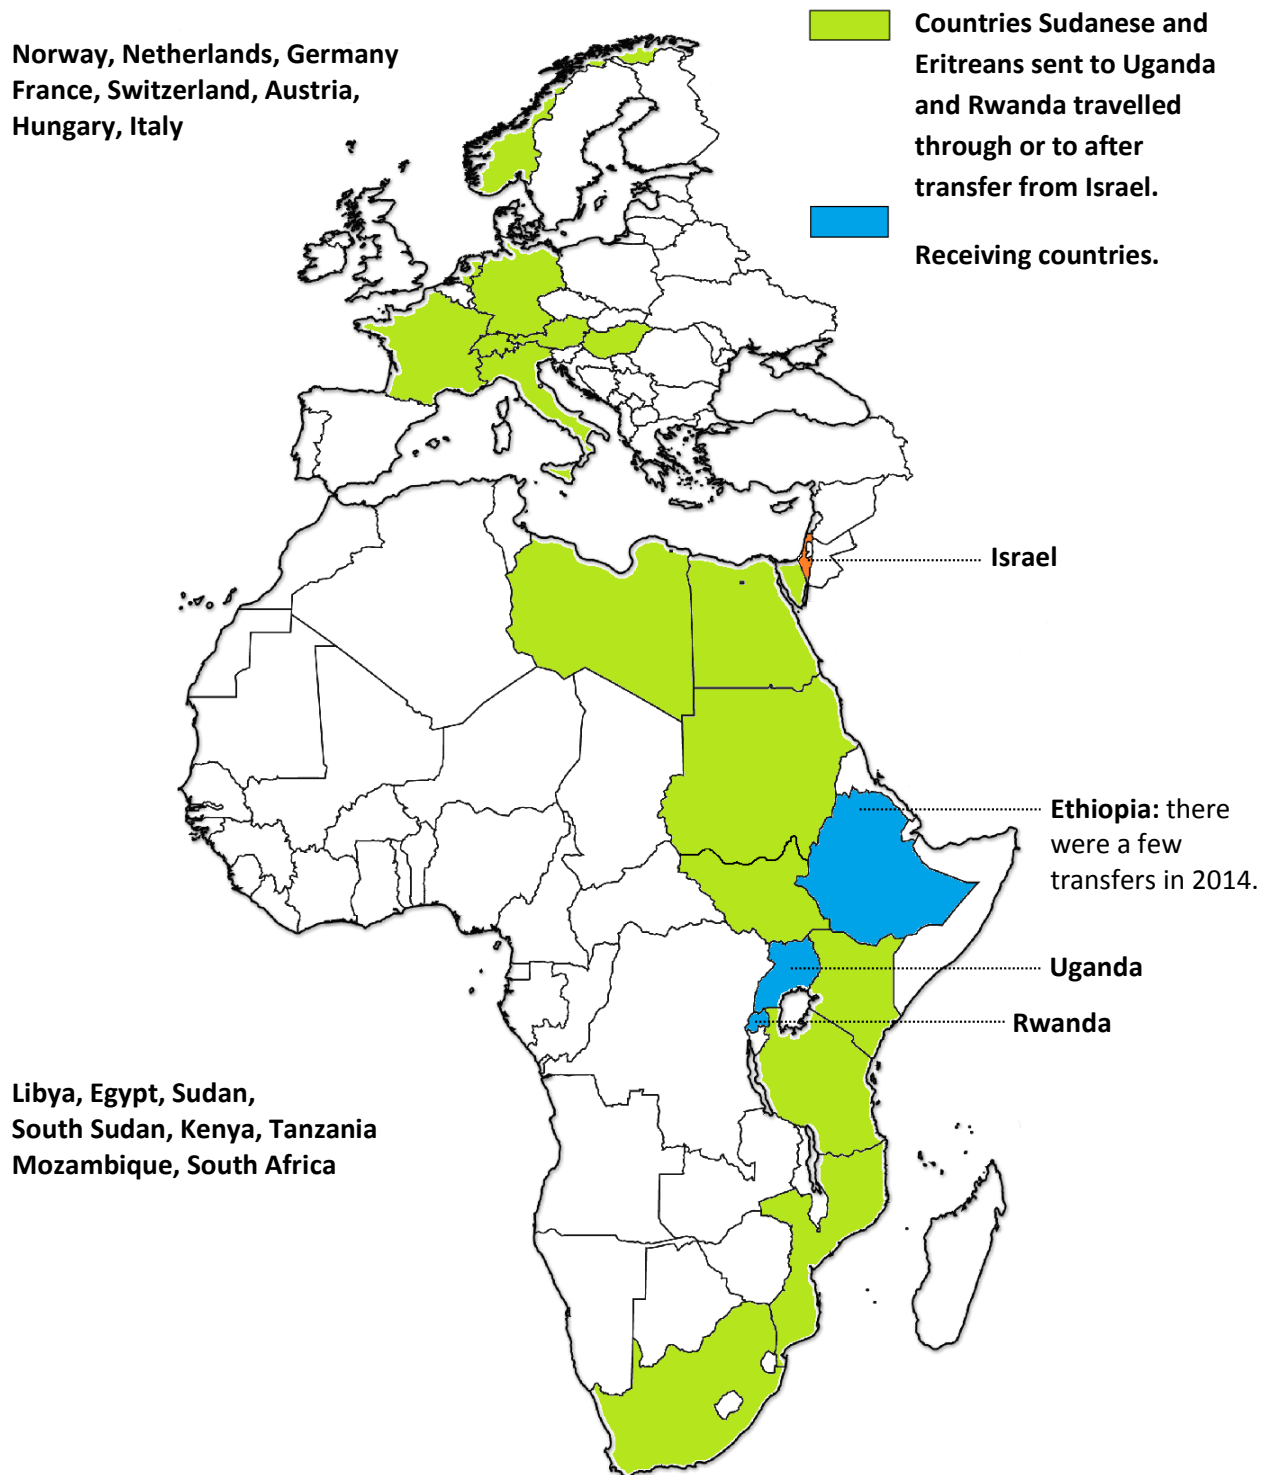 Norway, Netherlands, Germany
France, Switzerland, Austria,
Hungary, Italy
Countries Sudanese and
Eritreans sent to Uganda
and Rwanda travelled
through or to after
transfer from Israel.
Receiving countries.
Israel
Ethiopia: there
were a few
transfers in 2014.
Uganda
Rwanda
Libya, Egypt, Sudan,
South Sudan, Kenya, Tanzania
Mozambique, South Africa